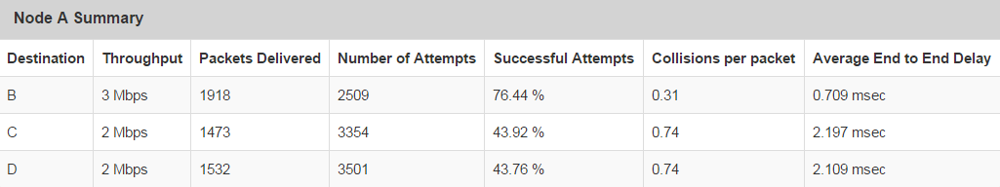 Node A Summary
Destination Throughput Packets Delivered Number of Attempts Successful Attempts Collisions per packet Average End to End Delay
B 3 Mbps 1918 2509 76.44 % 0.31 0.709 msec
C 2 Mbps 1473 3354 43.92 % 0.74 2.197 msec
D 2 Mbps 1532 3501 43.76 % 0.74 2.109 msec